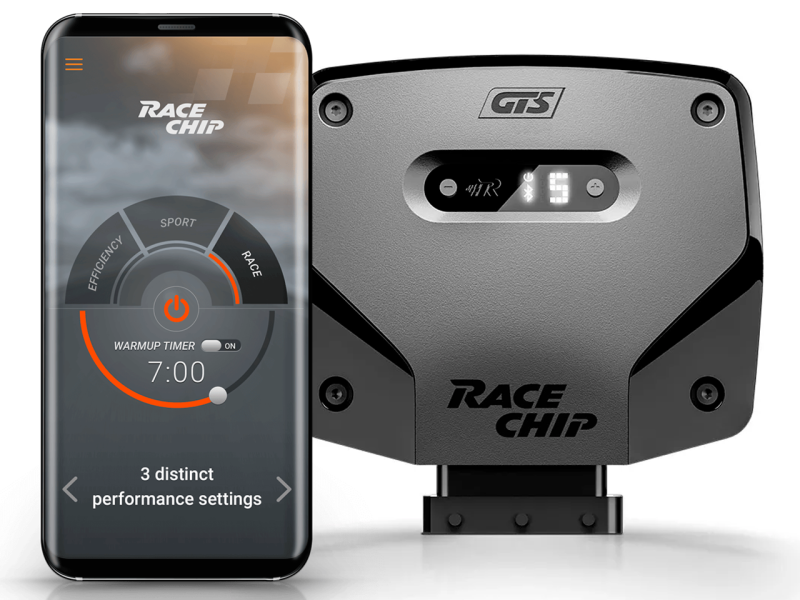 RACE
CHIP
EFFICIENCY
SPORT
RACE
WARMUP TIMER
ON
7:00
3 distinct
performance settings
GTS
5
RACE
CHIP